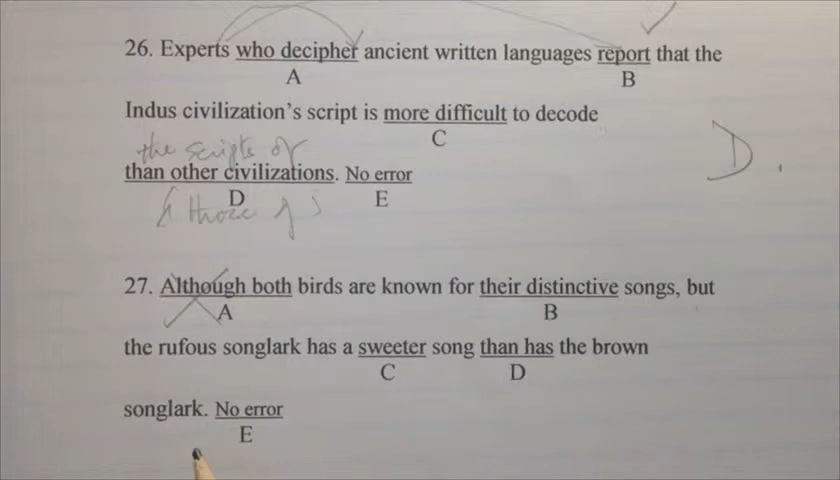 26. Experts who decipher ancient written languages report that the
A
B
Indus civilization's script is more difficult to decode
C
the scripts of
than other civilizations. No error
D
E
those of
D.
27. Although both birds are known for their distinctive songs, but
A
B
the rufous songlark has a sweeter song than has the brown
C
D
songlark. No error
E